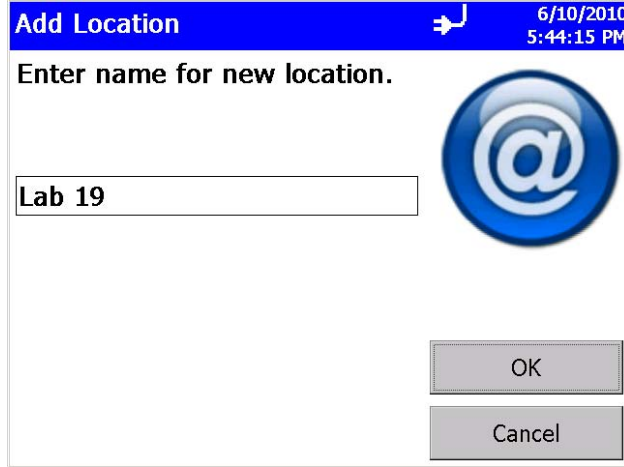 Add Location
6/10/2010
5:44:15 PM
Enter name for new location.
@
Lab 19
OK
Cancel